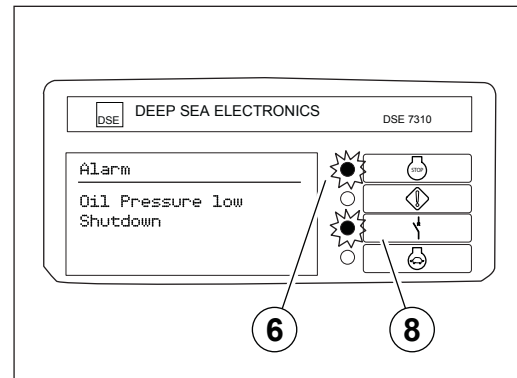 DSE DEEP SEA ELECTRONICS DSE 7310
Alarm
Oil Pressure low
Shutdown
STOP
6 8